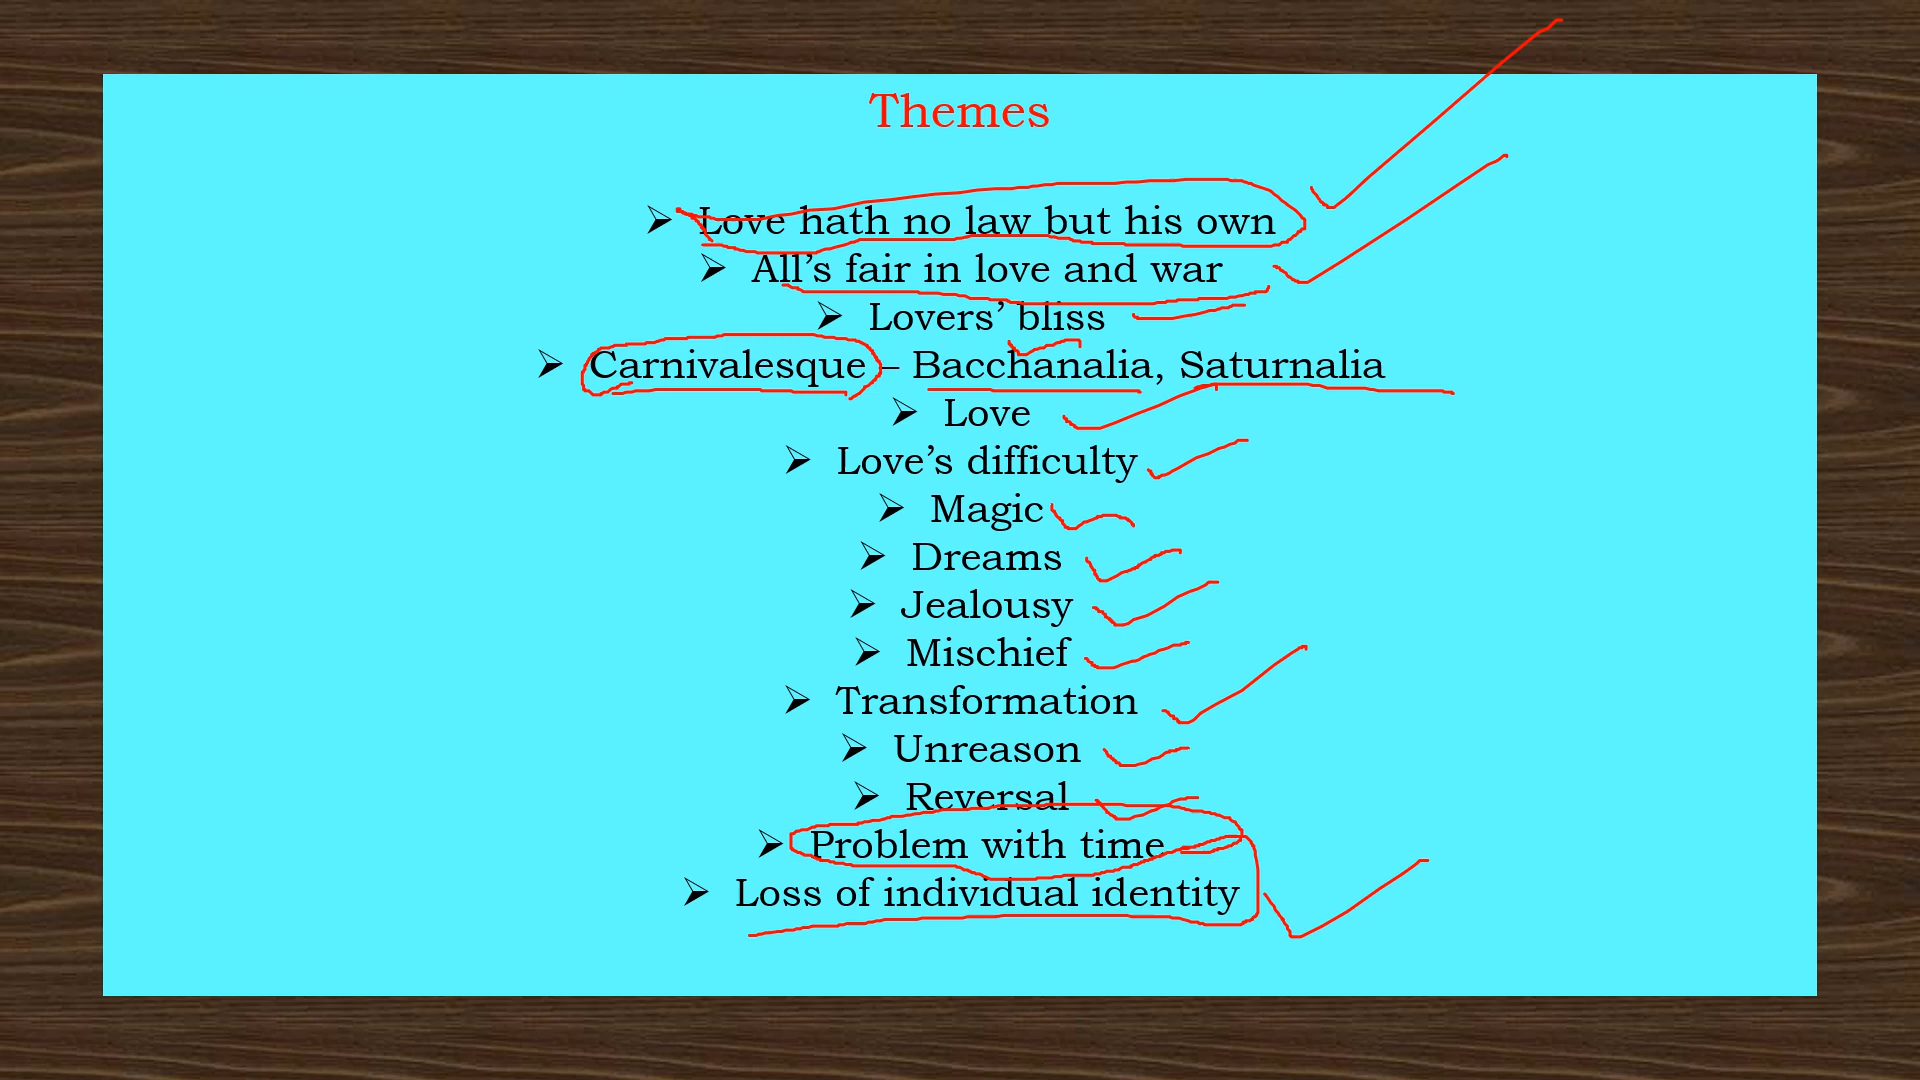 Themes
➢ Love hath no law but his own
➢ All’s fair in love and war
➢ Lovers’ bliss
➢ Carnivalesque – Bacchanalia, Saturnalia
➢ Love
➢ Love’s difficulty
➢ Magic
➢ Dreams
➢ Jealousy
➢ Mischief
➢ Transformation
➢ Unreason
➢ Reversal
➢ Problem with time
➢ Loss of individual identity